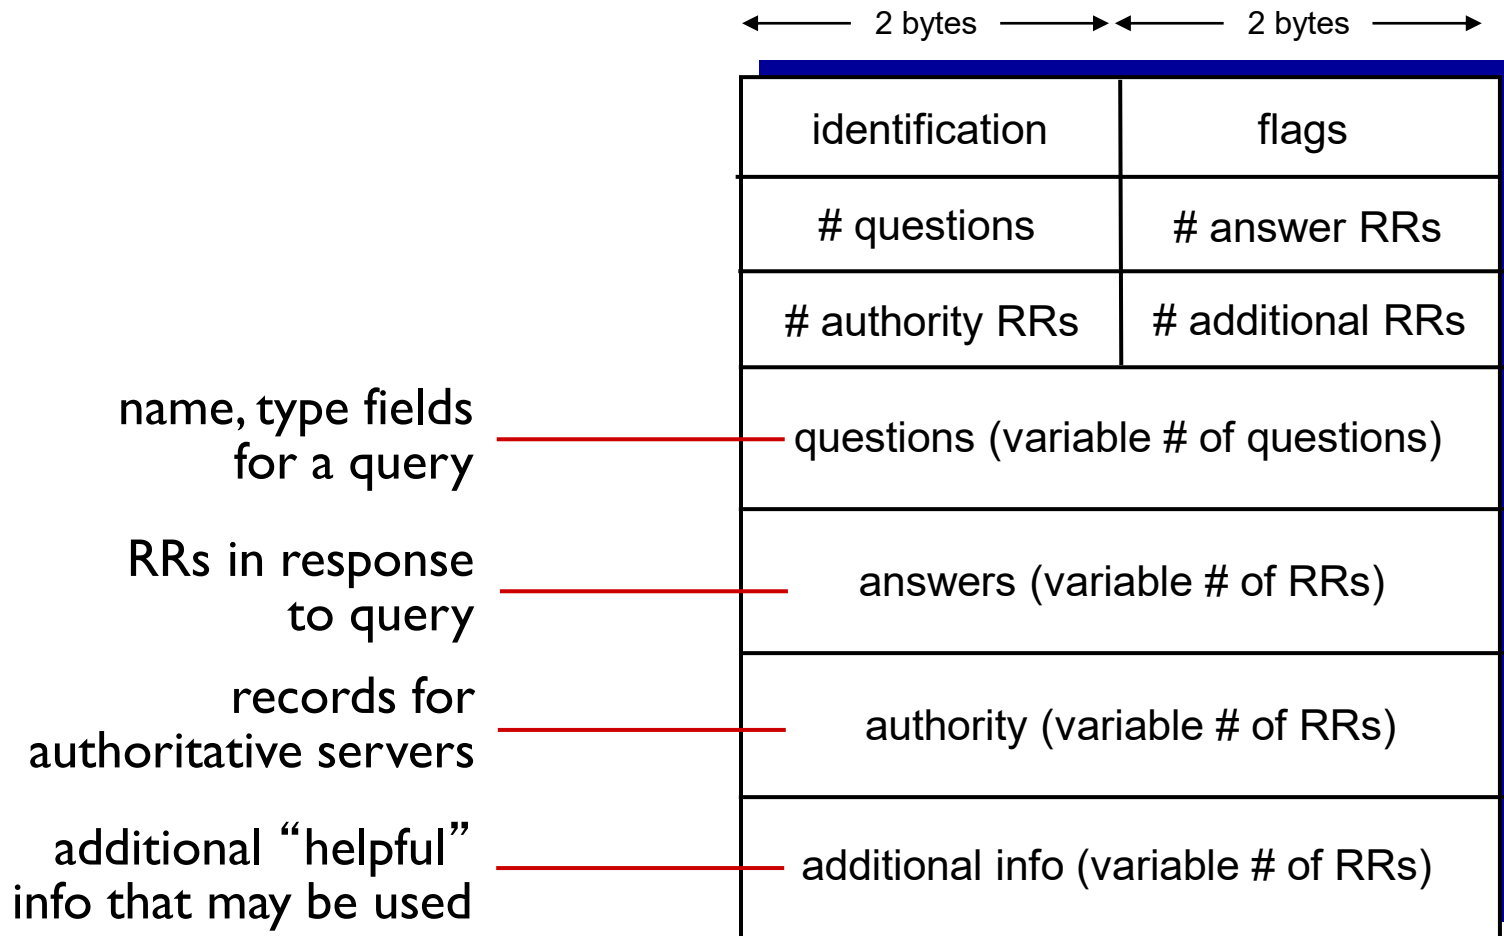 2 bytes
2 bytes
identification
flags
# questions
# answer RRs
# authority RRs
# additional RRs
name, type fields
for a query
questions (variable # of questions)
RRs in response
to query
answers (variable # of RRs)
records for
authoritative servers
authority (variable # of RRs)
additional “helpful”
info that may be used
additional info (variable # of RRs)